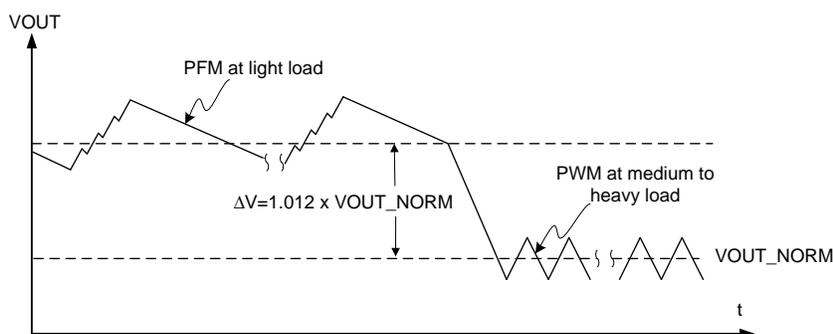 VOUT
PFM at light load
ΔV=1.012 x VOUT_NORM
PWM at medium to
heavy load
VOUT_NORM
t